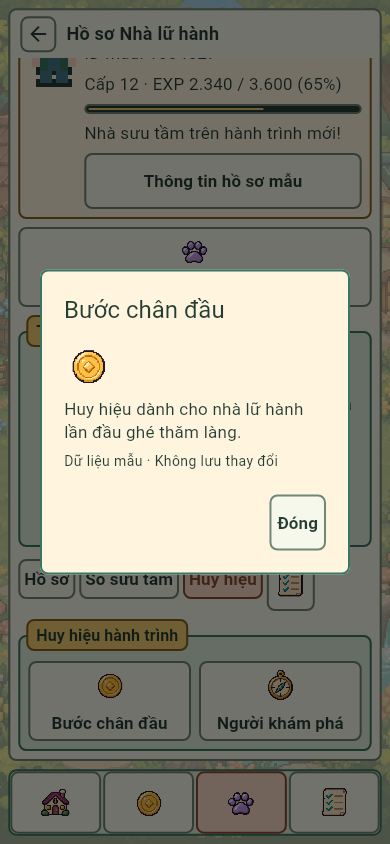 Hồ sơ Nhà lữ hành
Cấp 12 · EXP 2.340 / 3.600 (65%)
Nhà sưu tầm trên hành trình mới!
Thông tin hồ sơ mẫu
Bước chân đầu
Huy hiệu dành cho nhà lữ hành
lần đầu ghé thăm làng.
Dữ liệu mẫu · Không lưu thay đổi
Đóng
Hồ sơ
Sổ sưu tầm
Huy hiệu
Huy hiệu hành trình
Bước chân đầu
Người khám phá